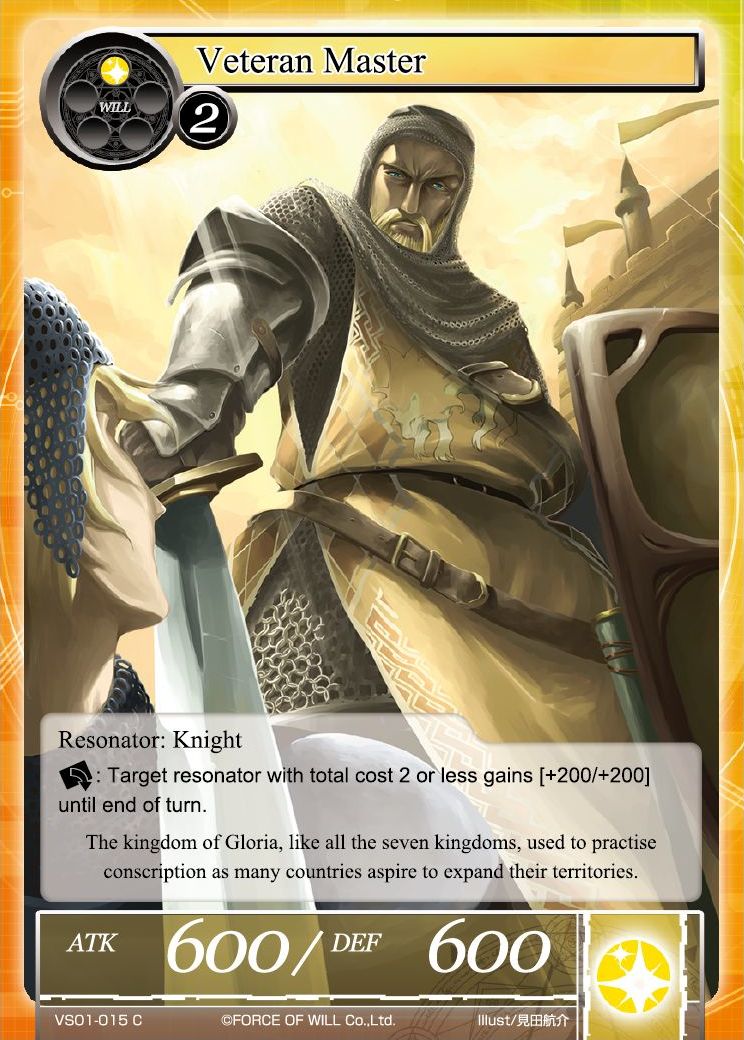 Veteran Master
WILL
2
Resonator: Knight
: Target resonator with total cost 2 or less gains [+200/+200]
until end of turn.
The kingdom of Gloria, like all the seven kingdoms, used to practise
conscription as many countries aspire to expand their territories.
ATK 600/ DEF 600
VS01-015 C ©FORCE OF WILL Co.,Ltd. Illust/見田航介